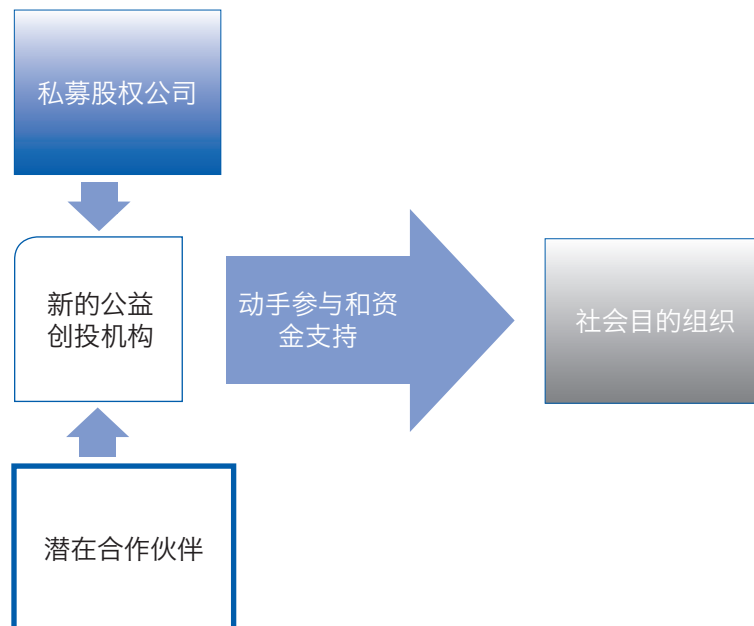 私募股权公司
新的公益
创投机构
动手参与和资
金支持
社会目的组织
潜在合作伙伴